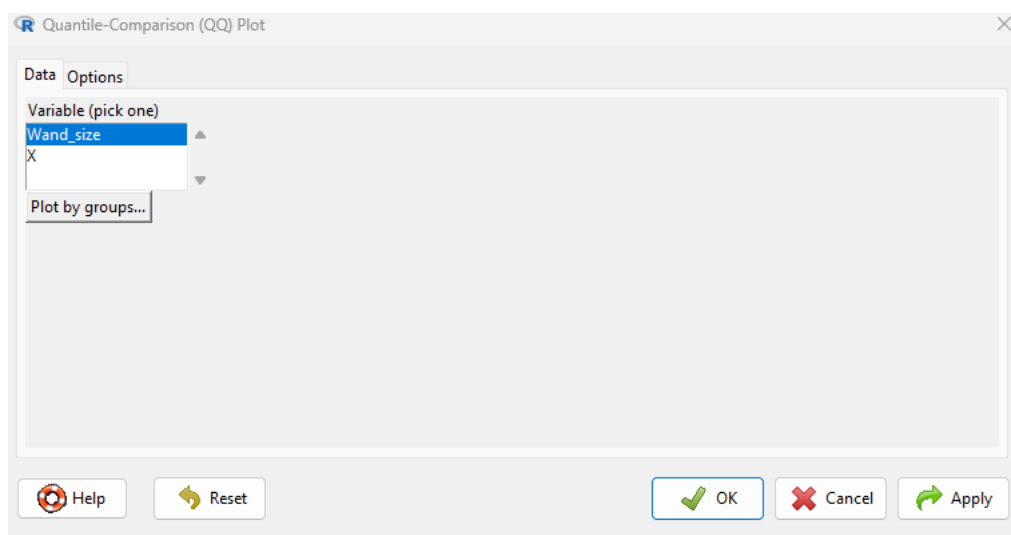 Quantile-Comparison (QQ) Plot
Data Options
Variable (pick one)
Wand_size
X
Plot by groups...
Help Reset OK Cancel Apply